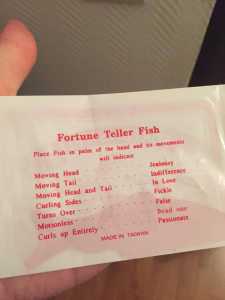 Fortune Teller Fish
Place Fish in palm of the hand and its movements
will indicate
Moving Head Jealousy
Moving Tail Indifference
Moving Head and Tail In Love
Curling Sides Fickle
Turns Over False
Motionless Dead one
Curls up Entirely Passionate
MADE IN TAIWAN